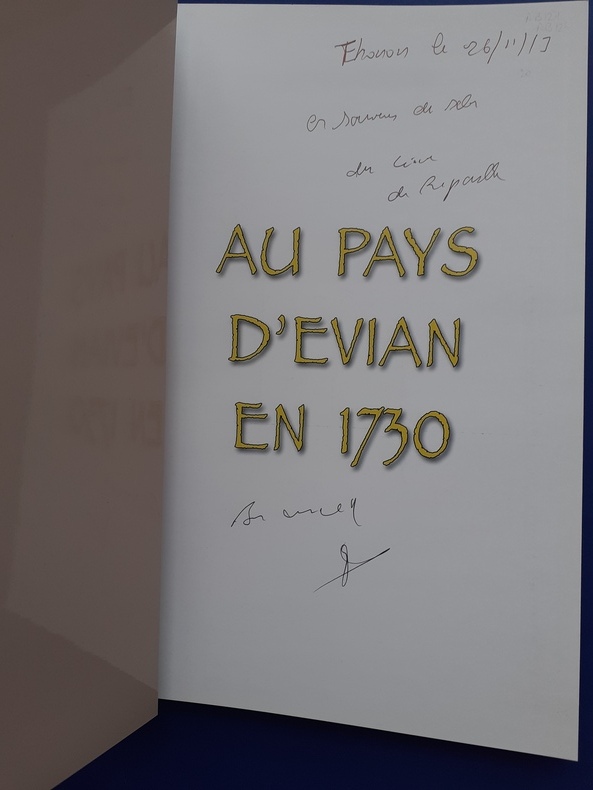 Thonon le 26/11/17
en souvenir du salon
du livre
de Ripaille
AU PAYS
D'EVIAN
EN 1730